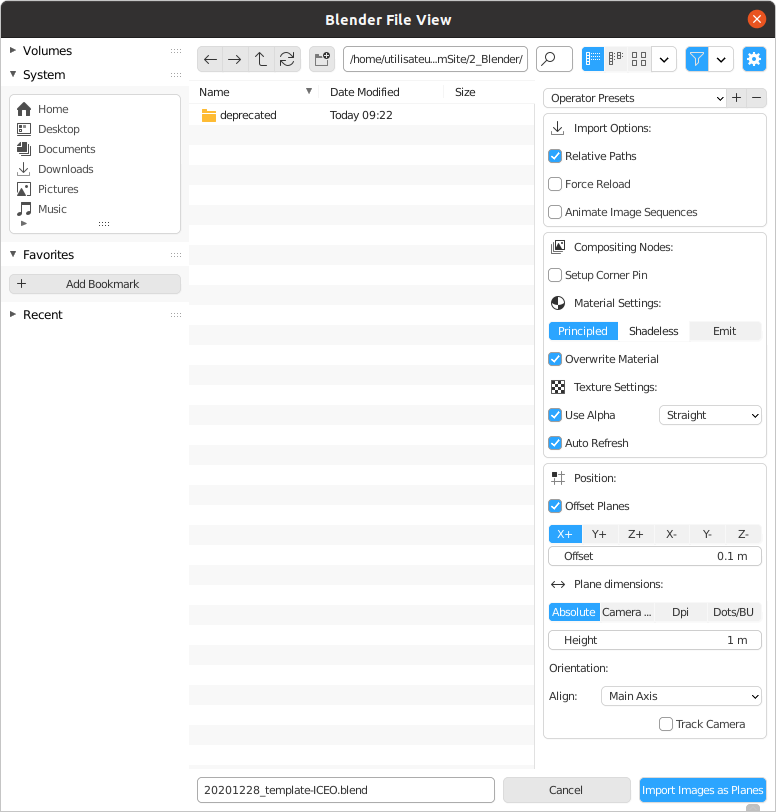 Blender File View
Volumes
System
Home
Desktop
Documents
Downloads
Pictures
Music
Favorites
Add Bookmark
Recent
/home/utilisateu...mSite/2_Blender/
Name Date Modified Size
deprecated Today 09:22
Operator Presets
Import Options:
Relative Paths
Force Reload
Animate Image Sequences
Compositing Nodes:
Setup Corner Pin
Material Settings:
Principled Shadeless Emit
Overwrite Material
Texture Settings:
Use Alpha Straight
Auto Refresh
Position:
Offset Planes
X+ Y+ Z+ X- Y- Z-
Offset 0.1 m
Plane dimensions:
Absolute Camera ... Dpi Dots/BU
Height 1 m
Orientation:
Align: Main Axis
Track Camera
20201228_template-ICEO.blend
Cancel
Import Images as Planes